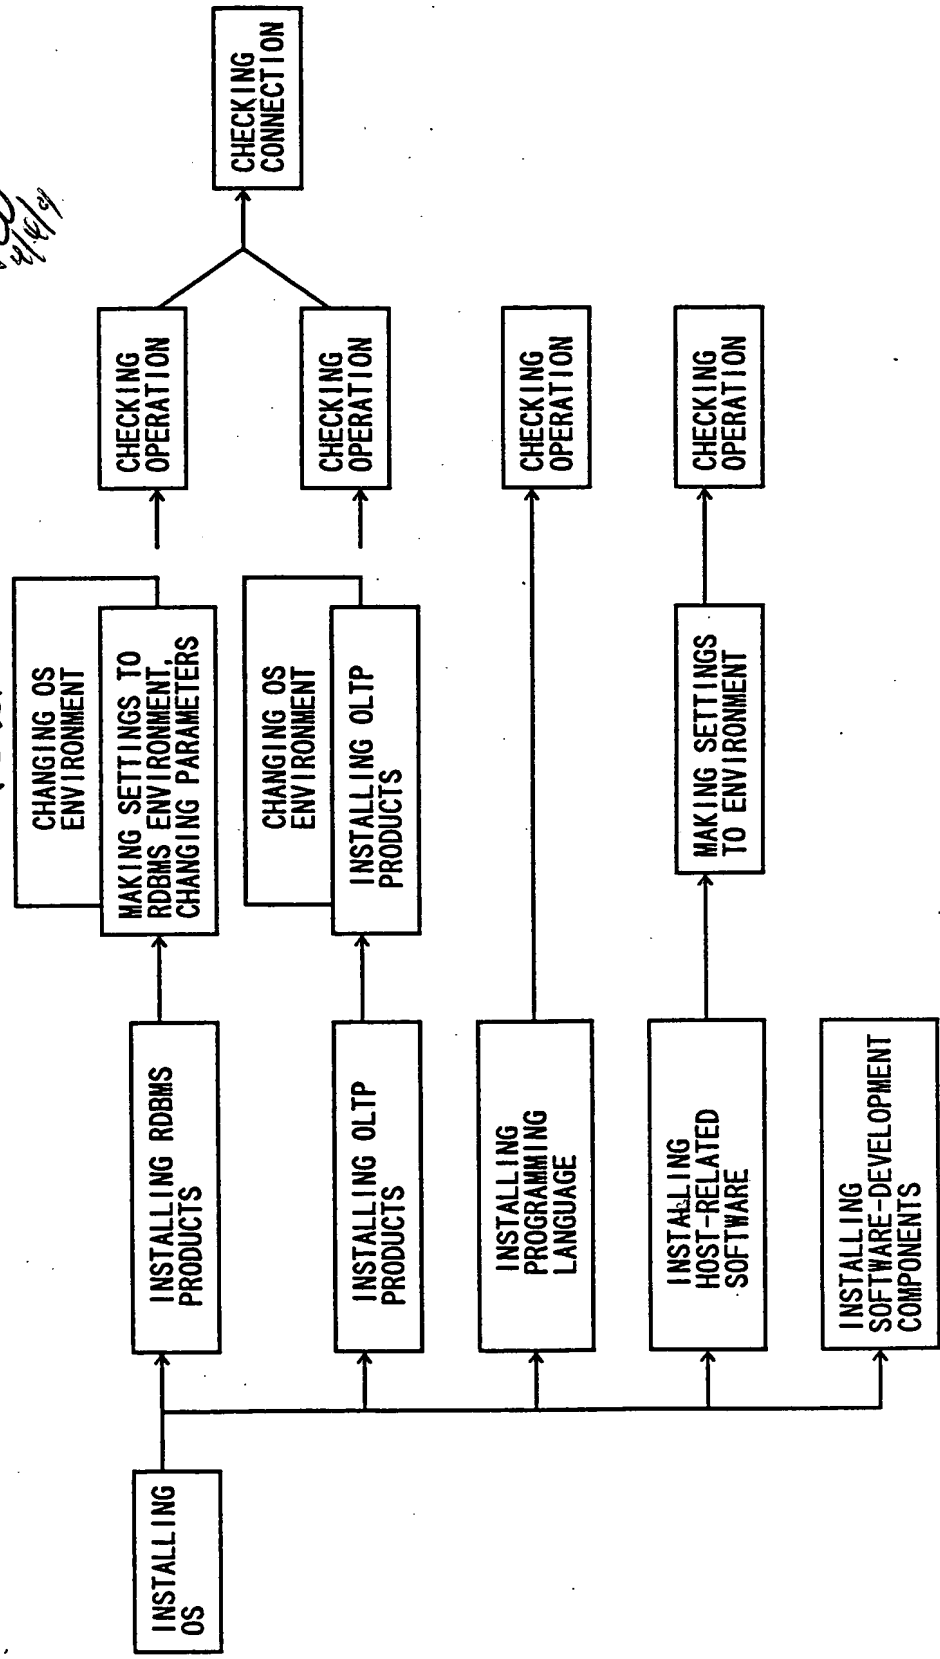 INSTALLING
OS
INSTALLING RDBMS
PRODUCTS
CHANGING OS
ENVIRONMENT
MAKING SETTINGS TO
RDBMS ENVIRONMENT,
CHANGING PARAMETERS
CHECKING
OPERATION
INSTALLING OLTP
PRODUCTS
CHANGING OS
ENVIRONMENT
INSTALLING OLTP
PRODUCTS
CHECKING
OPERATION
CHECKING
CONNECTION
INSTALLING
PROGRAMMING
LANGUAGE
CHECKING
OPERATION
INSTALLING
HOST-RELATED
SOFTWARE
MAKING SETTINGS
TO ENVIRONMENT
CHECKING
OPERATION
INSTALLING
SOFTWARE-DEVELOPMENT
COMPONENTS